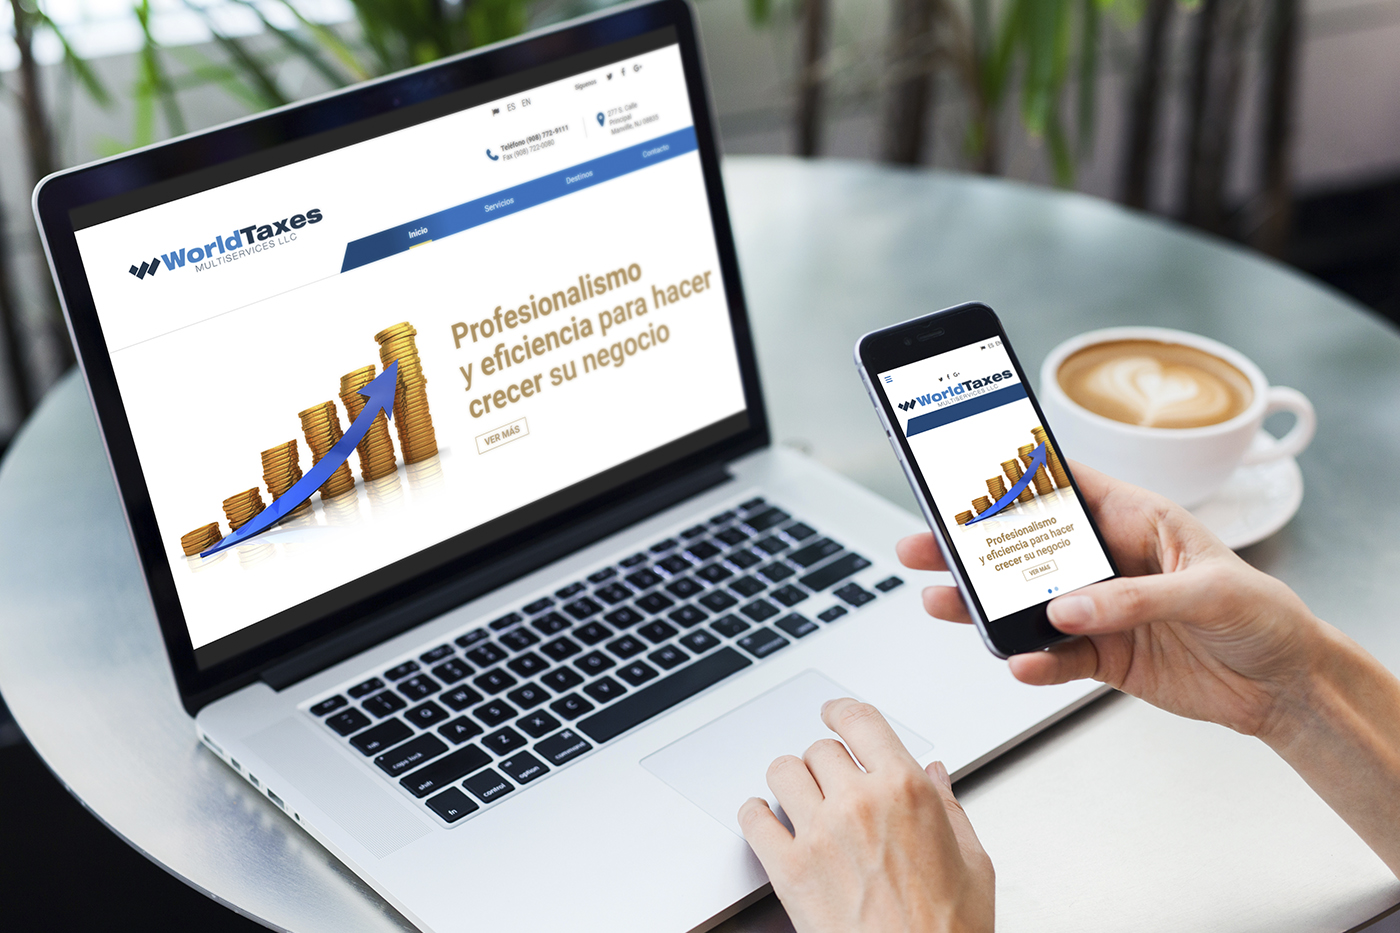 ES EN
Síguenos
G+
Teléfono (908) 772-9111
Fax (908) 722-0080
277 S. Calle
Principal
Manville, NJ 08835
WorldTaxes
MULTISERVICES LLC
Inicio
Servicios
Destinos
Contacto
Profesionalismo
y eficiencia para hacer
crecer su negocio
VER MÁS
ES EN
G+
WorldTaxes
MULTISERVICES LLC
Profesionalismo
y eficiencia para hacer
crecer su negocio
VER MÁS
tab
Q
W
caps lock
A
S
shift
Z
X
C
V
fn
control
option
command